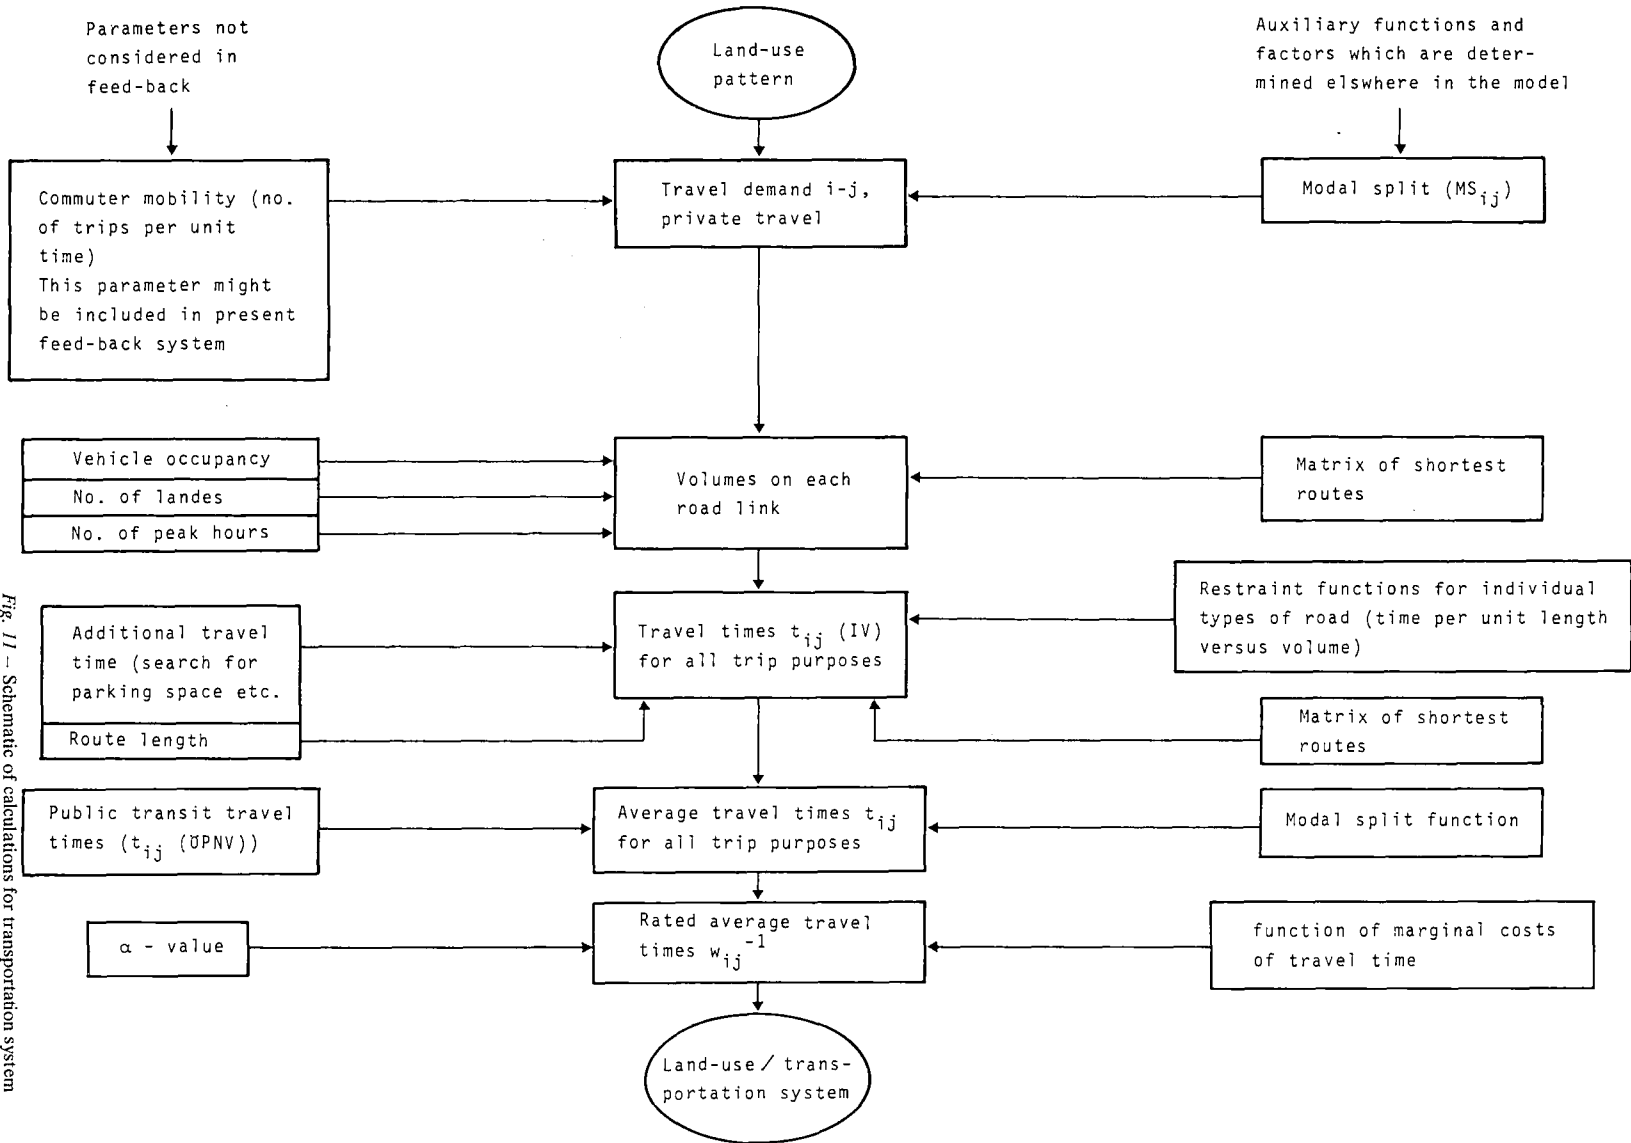 Parameters not
considered in
feed-back
Land-use
pattern
Auxiliary functions and
factors which are deter-
mined elswhere in the model
Commuter mobility (no.
of trips per unit
time)
This parameter might
be included in present
feed-back system
Travel demand i-j,
private travel
Modal split (MS_ij)
Vehicle occupancy
No. of landes
No. of peak hours
Volumes on each
road link
Matrix of shortest
routes
Additional travel
time (search for
parking space etc.
Route length
Travel times t_ij (IV)
for all trip purposes
Restraint functions for individual
types of road (time per unit length
versus volume)
Matrix of shortest
routes
Public transit travel
times (t_ij (ÖPNV))
Average travel times t_ij
for all trip purposes
Modal split function
α - value
Rated average travel
times w_ij^-1
function of marginal costs
of travel time
Land-use / trans-
portation system
Fig. 11 – Schematic of calculations for transportation system